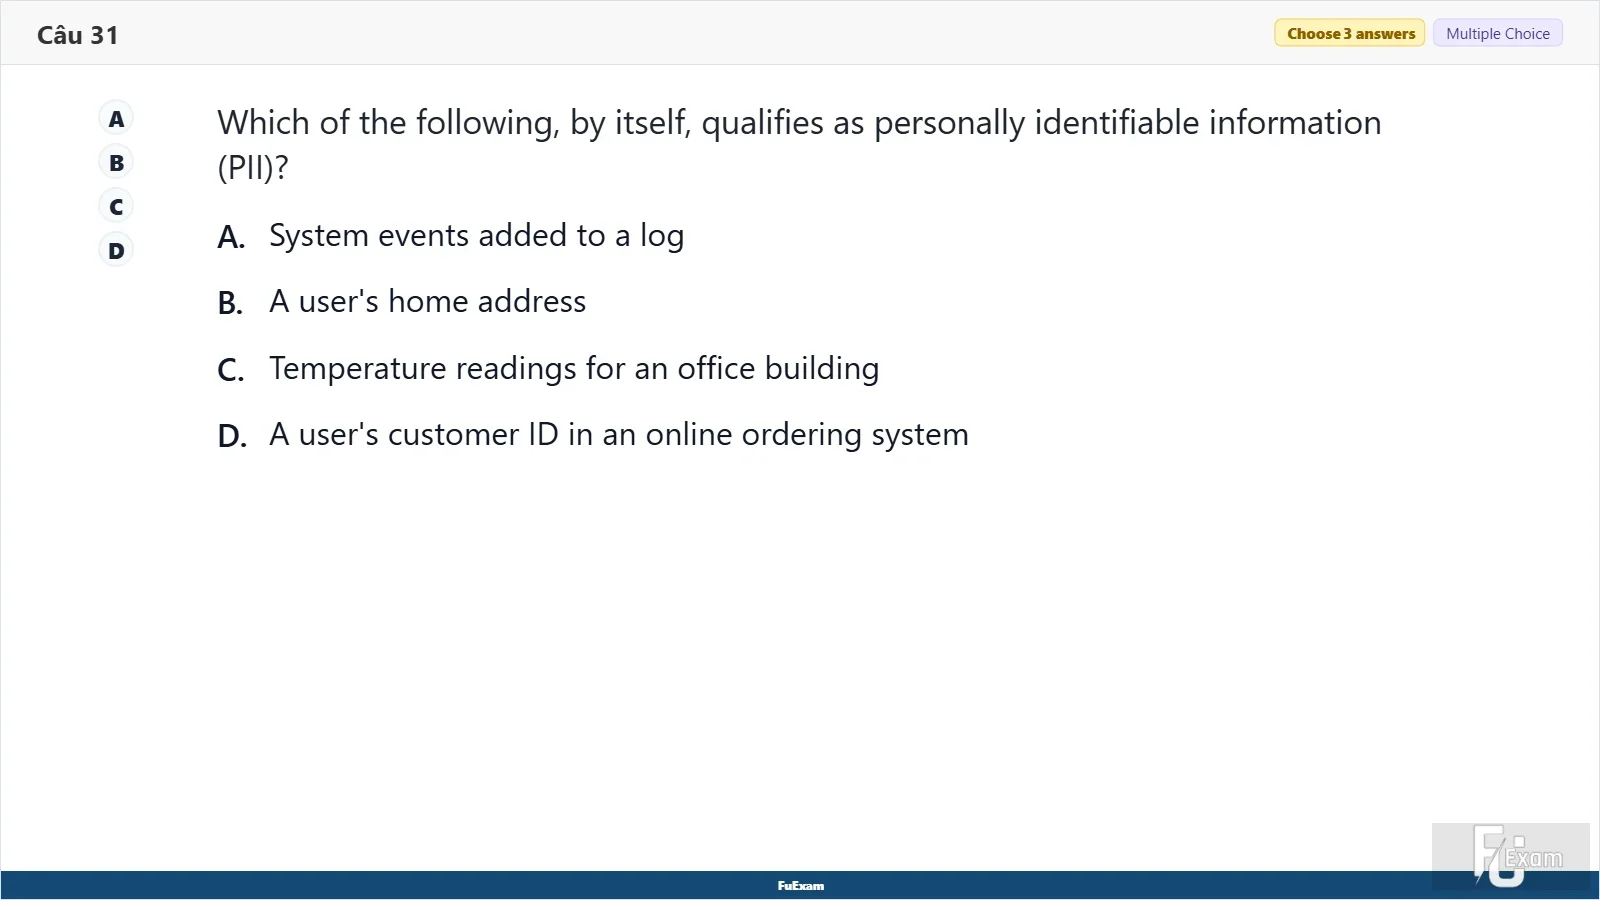 Câu 31
Choose 3 answers
Multiple Choice
A
B
C
D
Which of the following, by itself, qualifies as personally identifiable information
(PII)?
A. System events added to a log
B. A user's home address
C. Temperature readings for an office building
D. A user's customer ID in an online ordering system
FuExam
FU Exam